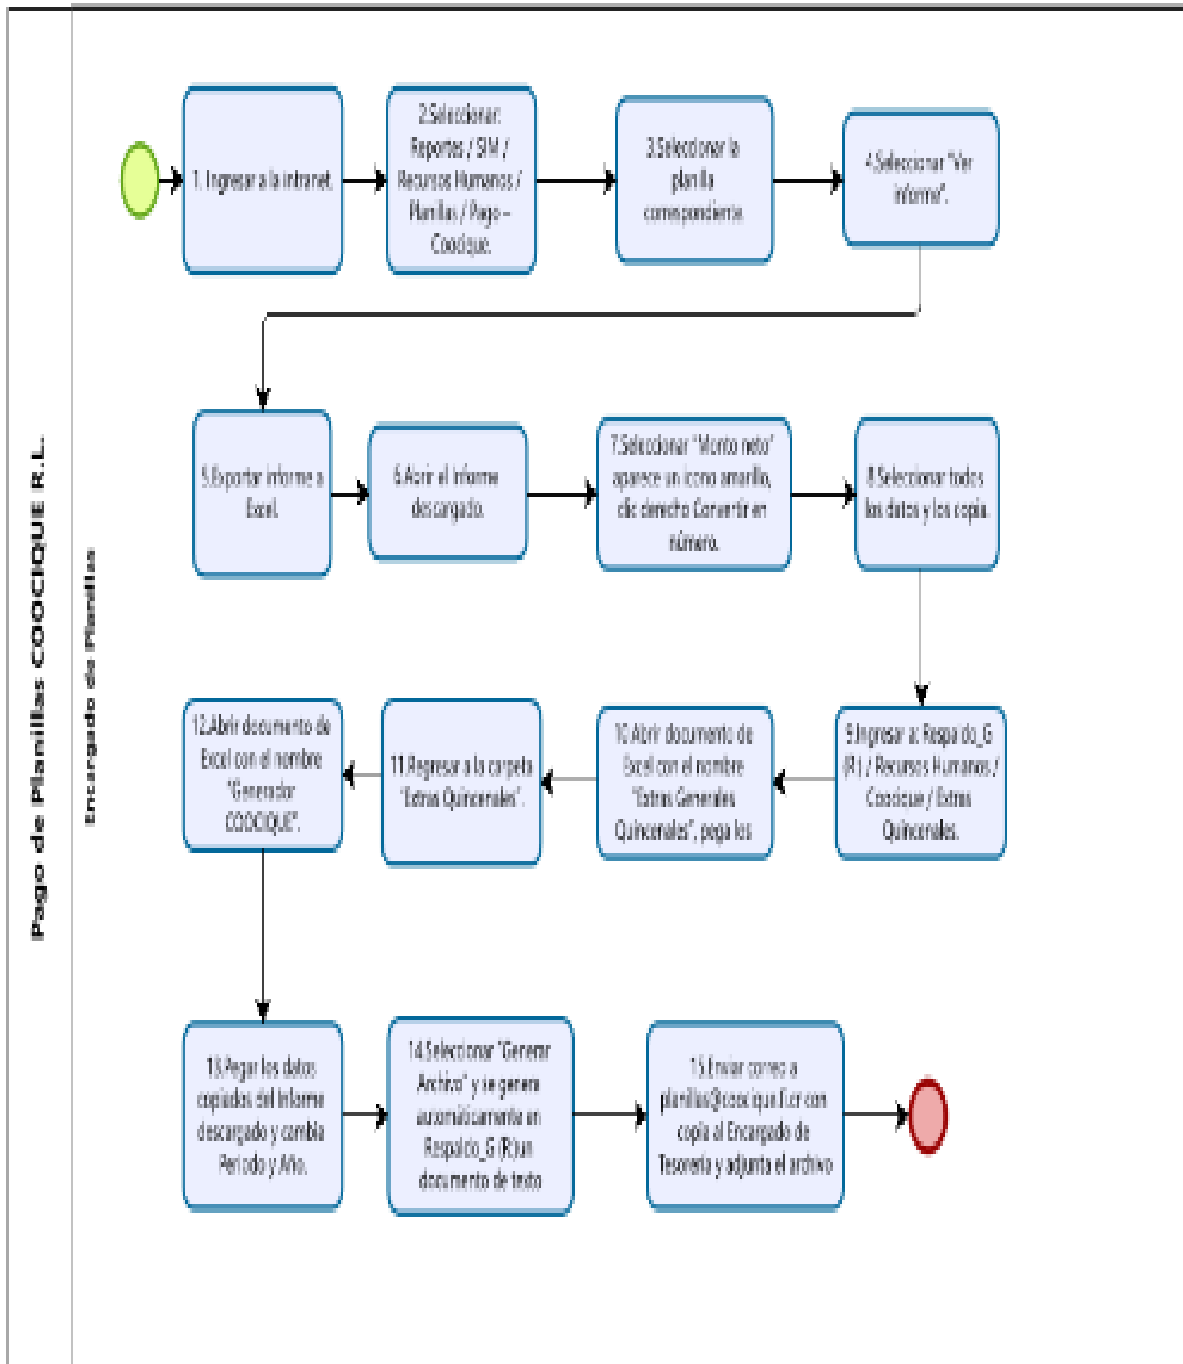 Pago de Planillas COOCIQUE R.L.
Encargado de Planillas
1. Ingresar a la intranet.
2.Seleccionar:
Reportes / SIM /
Recursos Humanos /
Planillas / Pago –
Coocique.
3.Seleccionar la
planilla
correspondiente.
4.Seleccionar "Ver
informe".
5.Exportar informe a
Excel.
6.Abrir el Informe
descargado.
7.Seleccionar "Monto neto"
aparece un ícono amarillo,
clic derecho Convertir en
número.
8.Seleccionar todos
los datos y los copia.
9.Ingresar a: Respaldo_G
(R:) / Recursos Humanos /
Coocique / Extras
Quincenales.
10.Abrir documento de
Excel con el nombre
"Extras Generales
Quincenales", pega los
11.Regresar a la carpeta
"Extras Quincenales".
12.Abrir documento de
Excel con el nombre
"Generador
COOCIQUE".
13.Pegar los datos
copiados del Informe
descargado y cambia
Periodo y Año.
14.Seleccionar "Generar
Archivo" y se genera
automáticamente en
Respaldo_G (R)un
documento de texto
15.Enviar correo a
planillas@coocique.fi.cr con
copia al Encargado de
Tesorería y adjunta el archivo